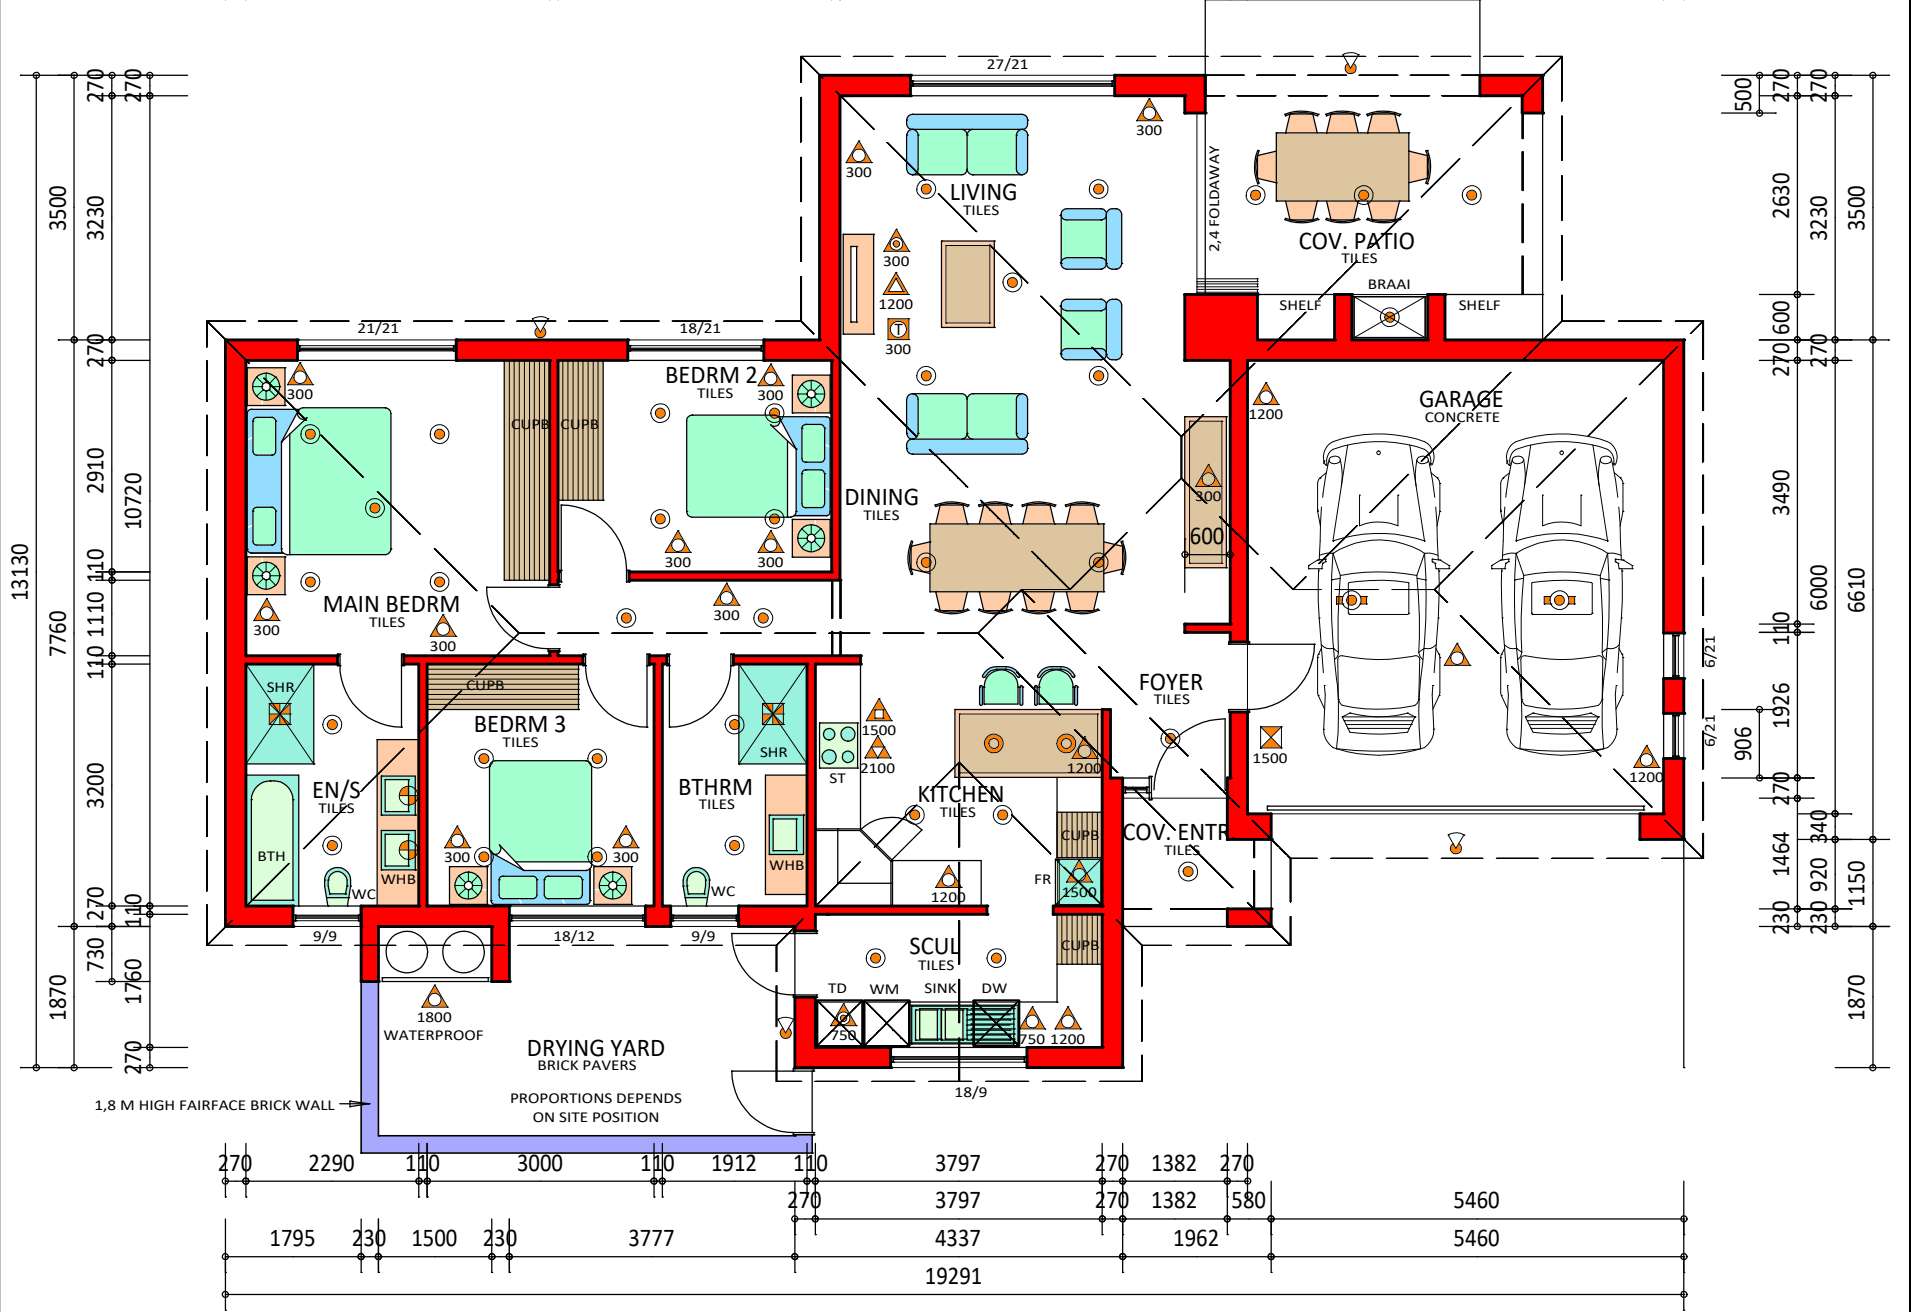 27/21
300
300
LIVING
TILES
2,4 FOLDAWAY
COV. PATIO
TILES
300
1200
T
300
BRAAI
SHELF
SHELF
21/21
18/21
300
CUPB
CUPB
BEDRM 2
TILES
300
300
300
MAIN BEDRM
TILES
300
300
300
DINING
TILES
300
600
GARAGE
CONCRETE
1200
1500
1200
6/21
6/21
SHR
CUPB
BEDRM 3
TILES
SHR
EN/S
TILES
BTHRM
TILES
1500
2100
ST
FOYER
TILES
1200
KITCHEN
TILES
CUPB
COV. ENTR
TILES
300
300
BTH
WHB
WC
WC
WHB
1200
FR
1500
9/9
18/12
9/9
SCUL
TILES
CUPB
TD
WM
SINK
DW
750
750
1200
18/9
1800
WATERPROOF
DRYING YARD
BRICK PAVERS
1,8 M HIGH FAIRFACE BRICK WALL
PROPORTIONS DEPENDS
ON SITE POSITION
13130
3500
7760
1870
270
3230
270
2910
110
1110
110
3200
270
730
270
10720
110
1760
270
500
2630
600
270
3490
110
1926
906
270
1464
230
270
3230
270
6000
340
920
230
270
3500
6610
1150
1870
270
2290
110
3000
110
1912
110
3797
270
1382
270
270
3797
270
1382
580
5460
1795
230
1500
230
3777
4337
1962
5460
19291